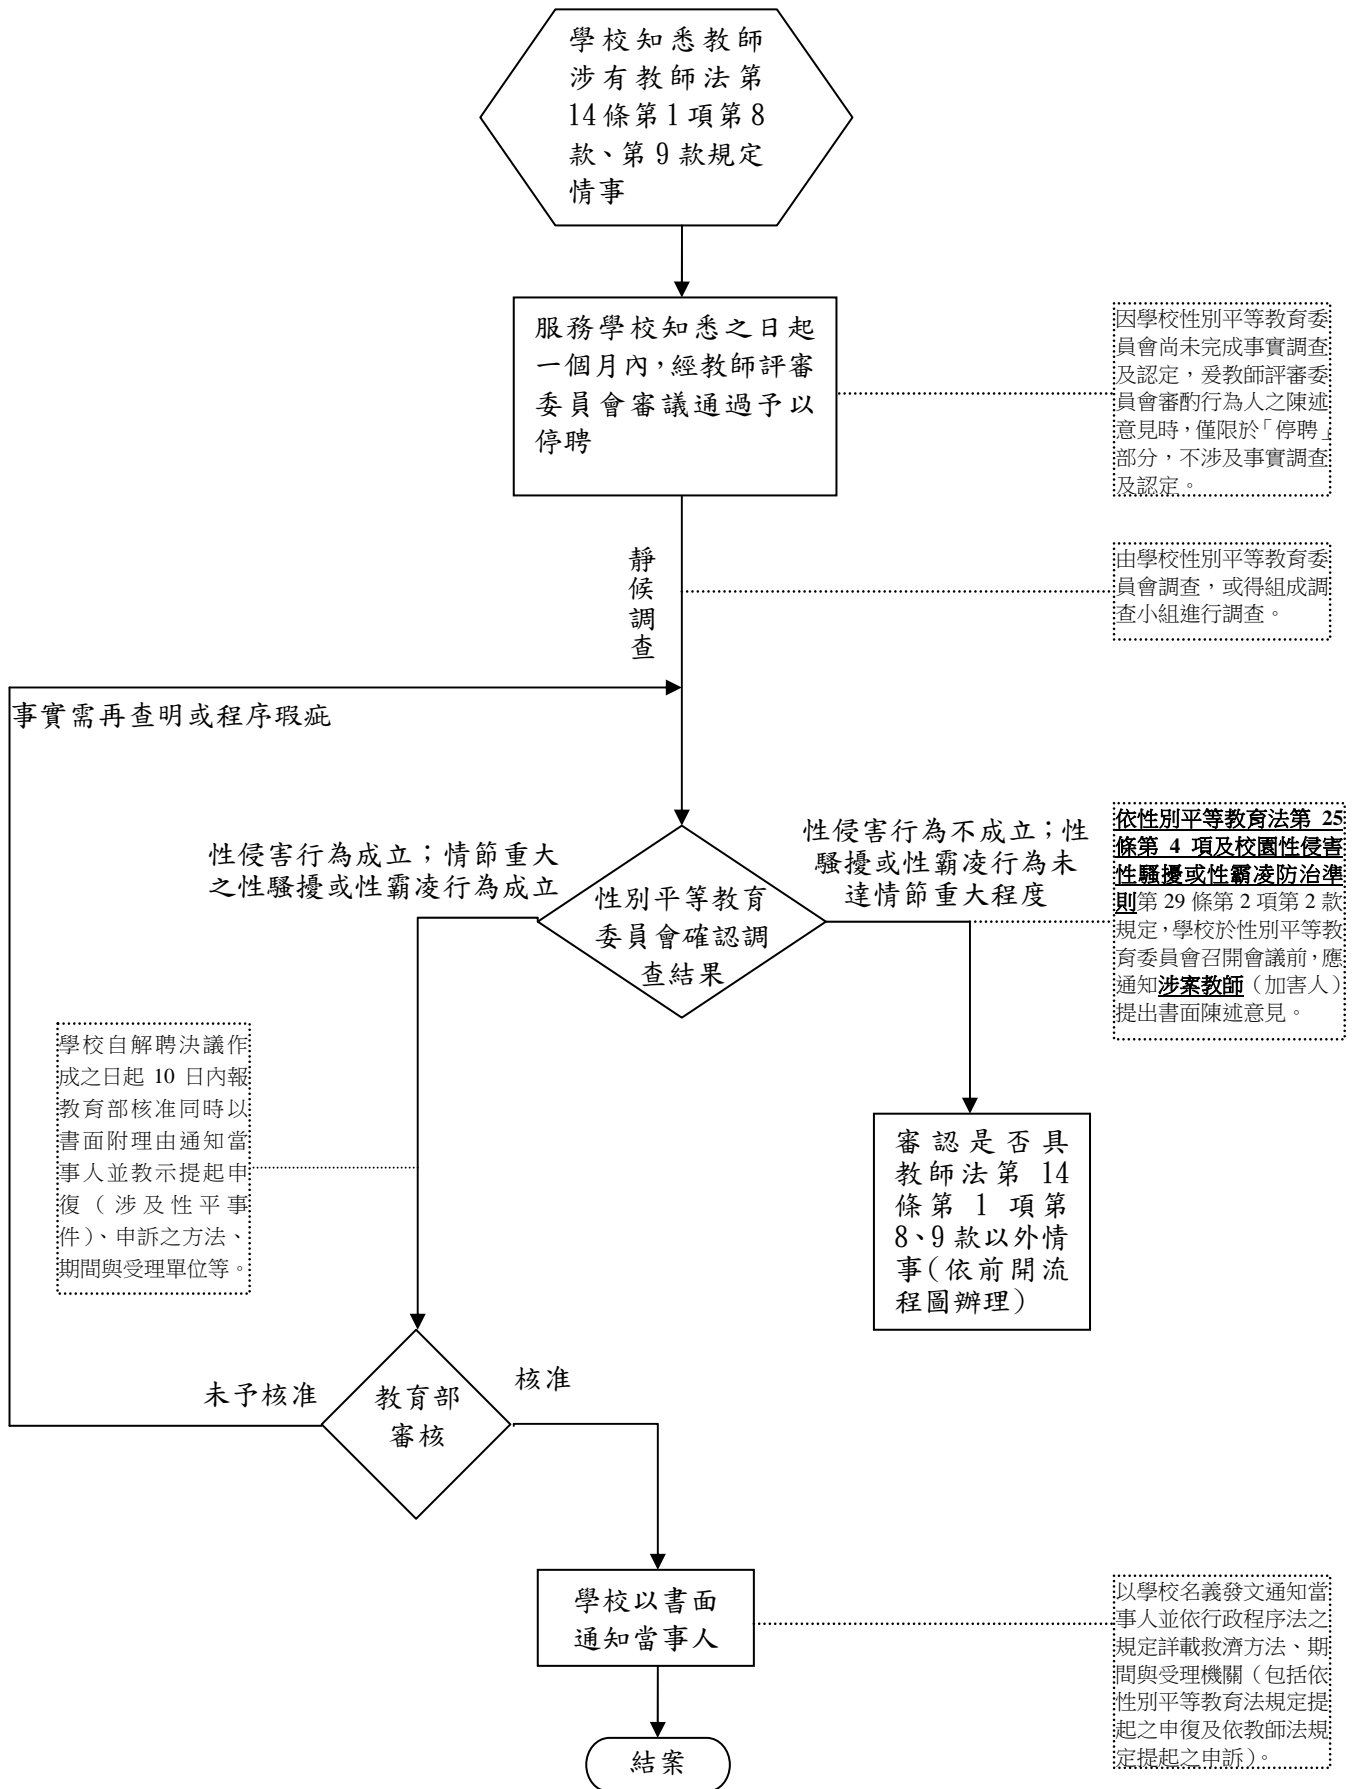 學校知悉教師
涉有教師法第
14條第1項第8
款、第9款規定
情事
服務學校知悉之日起
一個月內，經教師評審
委員會審議通過予以
停聘
因學校性別平等教育委
員會尚未完成事實調查
及認定，爰教師評審委
員會審酌行為人之陳述
意見時，僅限於「停聘」
部分，不涉及事實調查
及認定。
靜候調查
由學校性別平等教育委
員會調查，或得組成調
查小組進行調查。
事實需再查明或程序瑕疵
性侵害行為成立；情節重大
之性騷擾或性霸凌行為成立
性別平等教育
委員會確認調
查結果
性侵害行為不成立；性
騷擾或性霸凌行為未
達情節重大程度
依性別平等教育法第 25
條第 4 項及校園性侵害
性騷擾或性霸凌防治準
則第 29 條第 2 項第 2 款
規定，學校於性別平等教
育委員會召開會議前，應
通知涉案教師（加害人）
提出書面陳述意見。
學校自解聘決議作
成之日起 10 日內報
教育部核准同時以
書面附理由通知當
事人並教示提起申
復（涉及性平事
件）、申訴之方法、
期間與受理單位等。
審認是否具
教師法第 14
條第 1 項第
8、9款以外情
事（依前開流
程圖辦理）
未予核准
教育部
審核
核准
學校以書面
通知當事人
以學校名義發文通知當
事人並依行政程序法之
規定詳載救濟方法、期
間與受理機關（包括依
性別平等教育法規定提
起之申復及依教師法規
定提起之申訴）。
結案